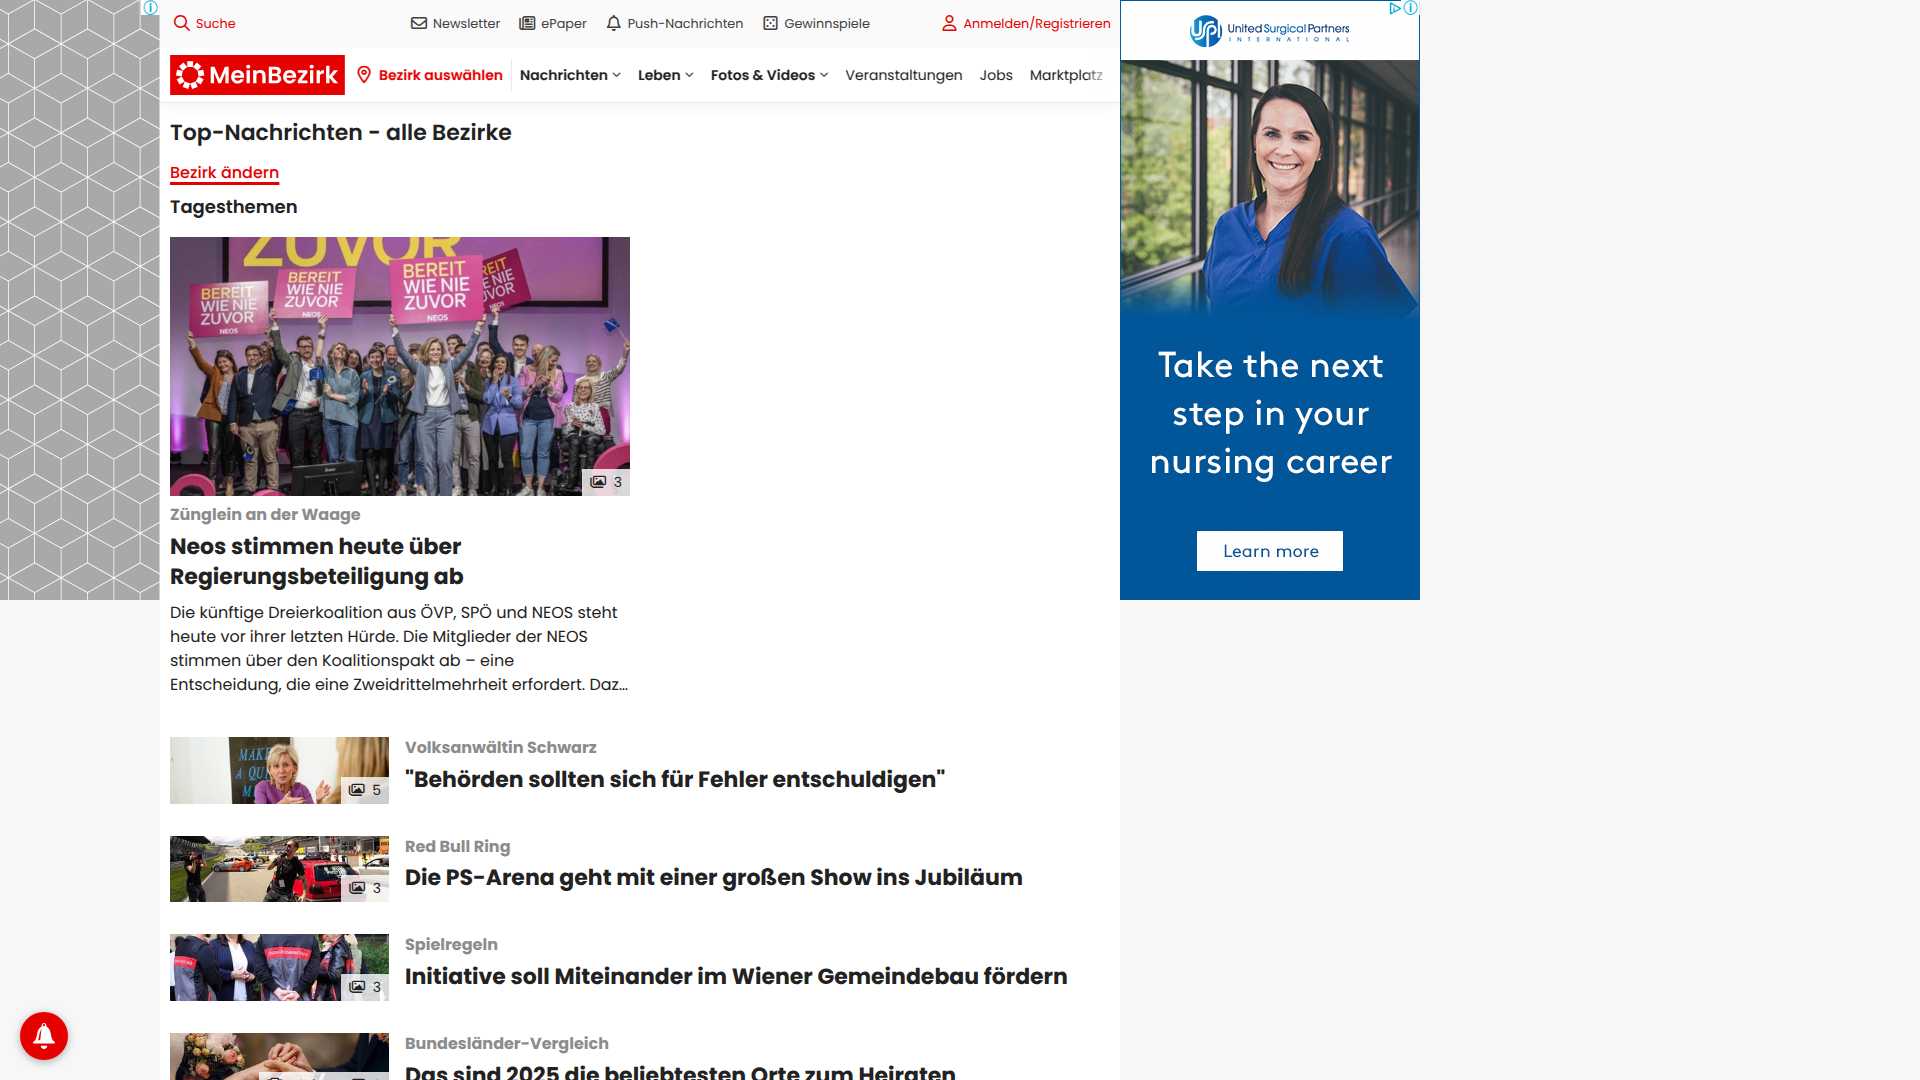 Suche
Newsletter
ePaper
Push-Nachrichten
Gewinnspiele
Anmelden/Registrieren
MeinBezirk
Bezirk auswählen
Nachrichten
Leben
Fotos & Videos
Veranstaltungen
Jobs
Marktplatz
Top-Nachrichten - alle Bezirke
Bezirk ändern
Tagesthemen
ZUVOR
BEREIT
WIE NIE
ZUVOR
NEOS
BEREIT
WIE NIE
ZUVOR
NEOS
BEREIT
WIE NIE
ZUVOR
NEOS
3
Zünglein an der Waage
Neos stimmen heute über
Regierungsbeteiligung ab
Die künftige Dreierkoalition aus ÖVP, SPÖ und NEOS steht
heute vor ihrer letzten Hürde. Die Mitglieder der NEOS
stimmen über den Koalitionspakt ab – eine
Entscheidung, die eine Zweidrittelmehrheit erfordert. Daz...
5
Volksanwältin Schwarz
"Behörden sollten sich für Fehler entschuldigen"
3
Red Bull Ring
Die PS-Arena geht mit einer großen Show ins Jubiläum
3
Spielregeln
Initiative soll Miteinander im Wiener Gemeindebau fördern
Bundesländer-Vergleich
Das sind 2025 die beliebtesten Orte zum Heiraten
USPI
United Surgical Partners
INTERNATIONAL
Take the next
step in your
nursing career
Learn more